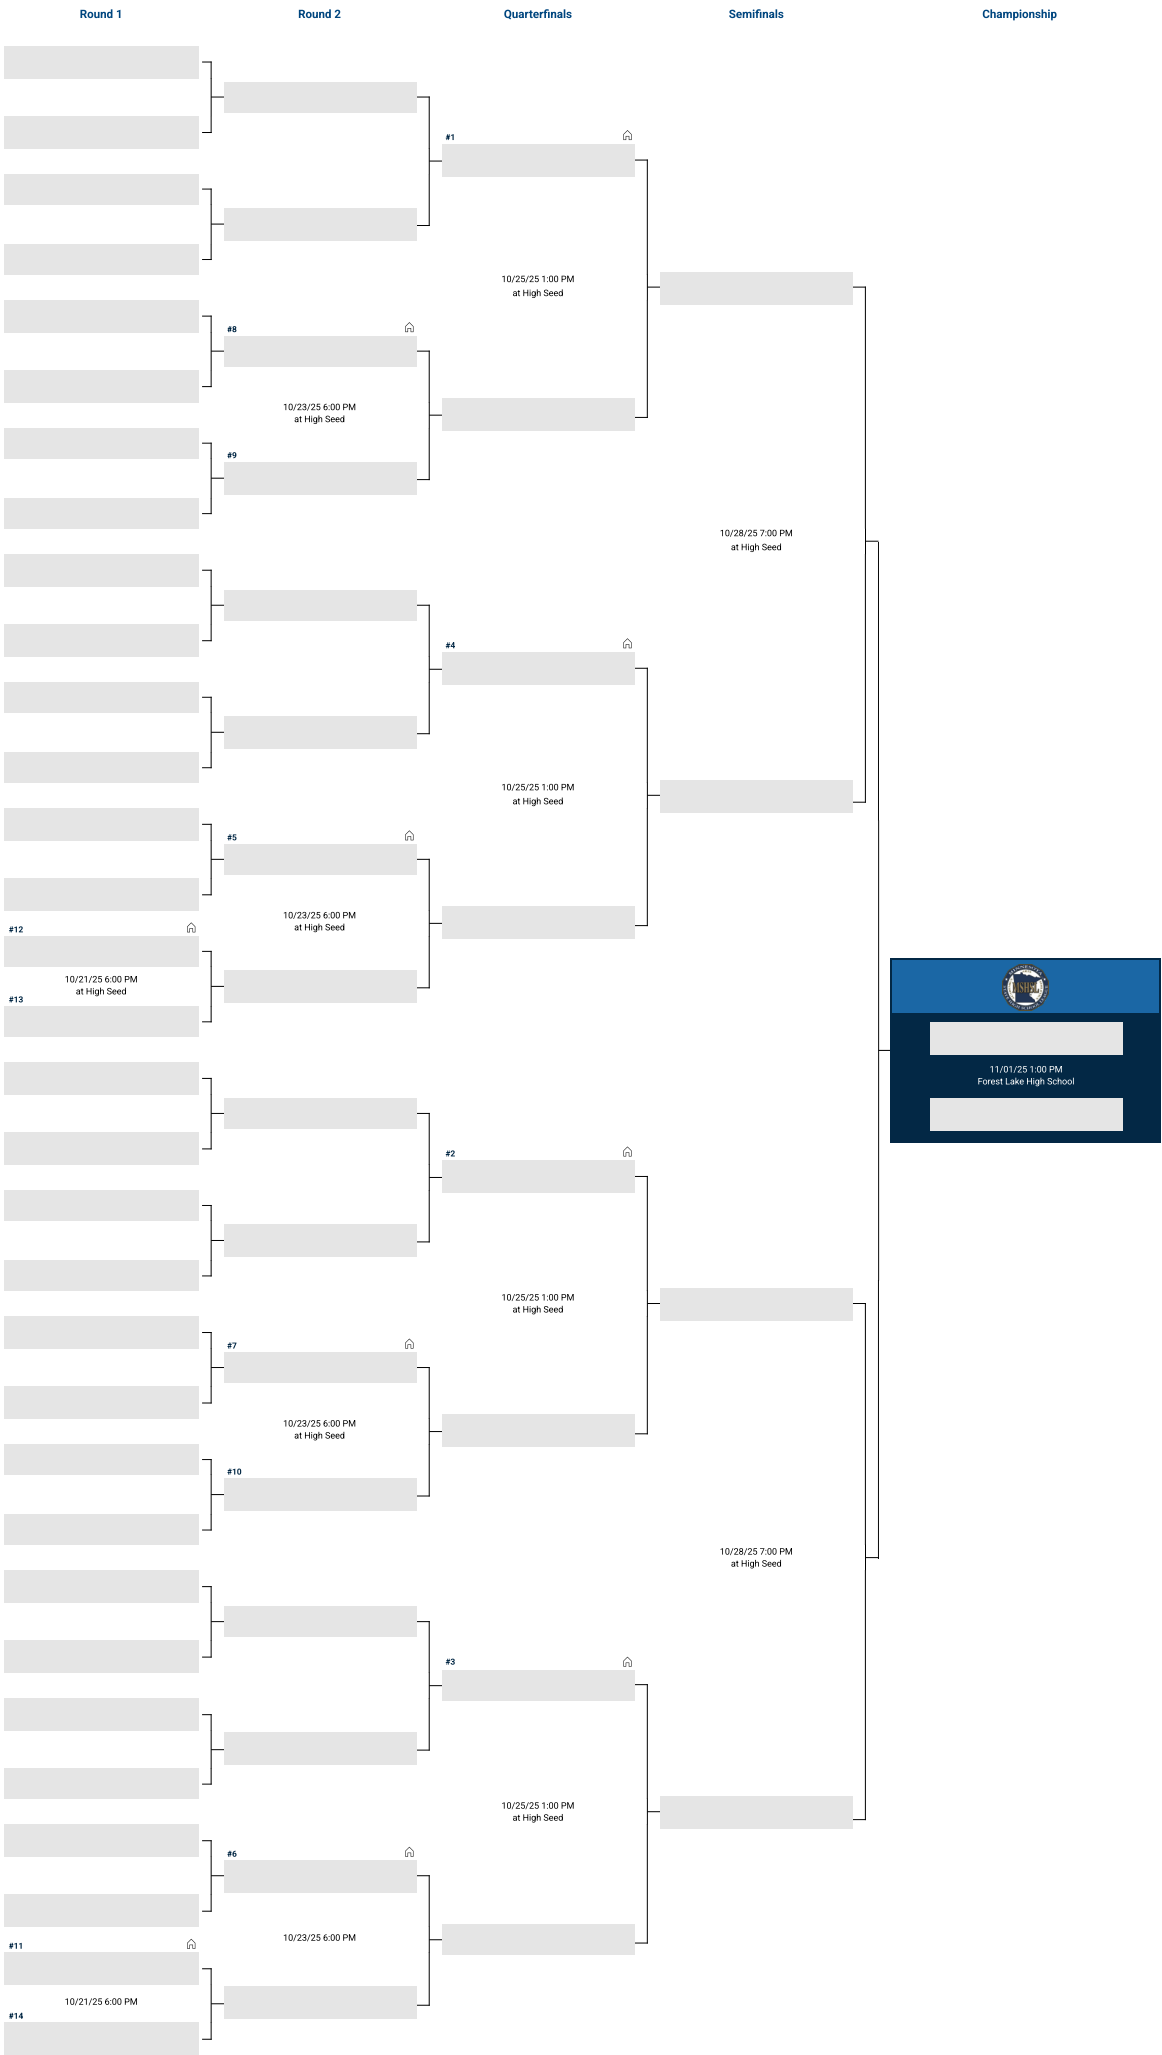 Round 1
Round 2
Quarterfinals
Semifinals
Championship
#1
10/25/25 1:00 PM
at High Seed
#8
10/23/25 6:00 PM
at High Seed
#9
10/28/25 7:00 PM
at High Seed
#4
10/25/25 1:00 PM
at High Seed
#5
10/23/25 6:00 PM
at High Seed
#12
10/21/25 6:00 PM
at High Seed
#13
MSHSL
11/01/25 1:00 PM
Forest Lake High School
#2
10/25/25 1:00 PM
at High Seed
#7
10/23/25 6:00 PM
at High Seed
#10
10/28/25 7:00 PM
at High Seed
#3
10/25/25 1:00 PM
at High Seed
#6
10/23/25 6:00 PM
#11
10/21/25 6:00 PM
#14